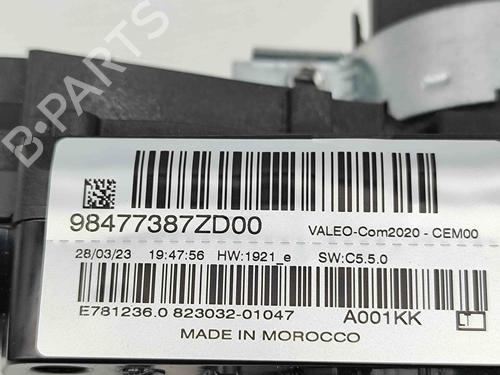 B-PARTS
98477387ZD00 VALEO-Com2020 - CEM00
28/03/23 19:47:56 HW:1921_e SW:C5.5.0
E781236.0 823032-01047 A001KK LT
MADE IN MOROCCO